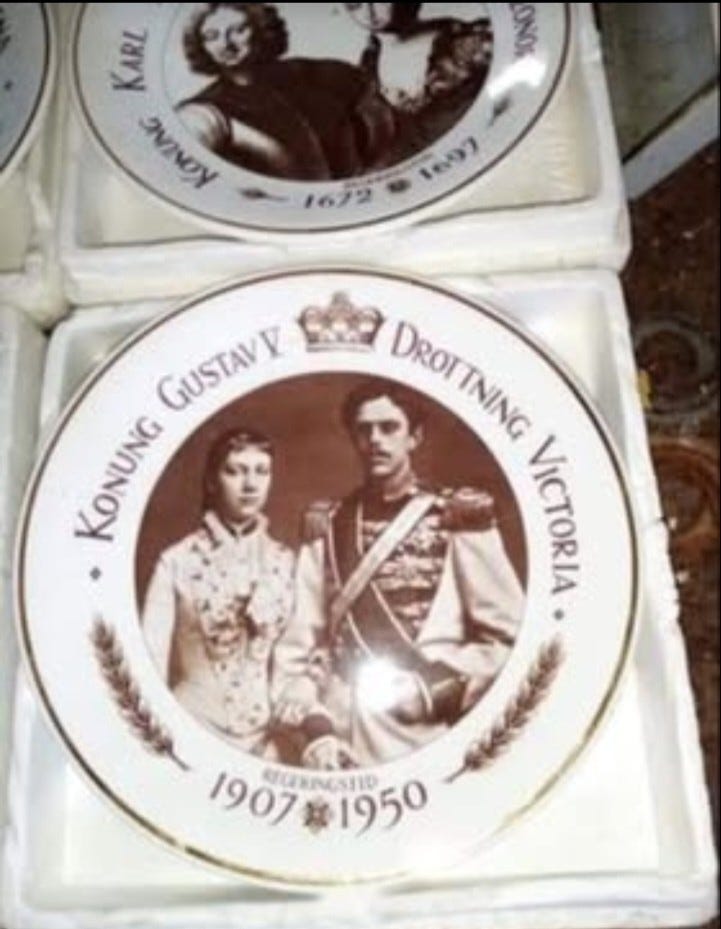 KONUNG KARL
1672 1697
KONUNG GUSTAV V DROTTNING VICTORIA
REGERINGSTID
1907 1950